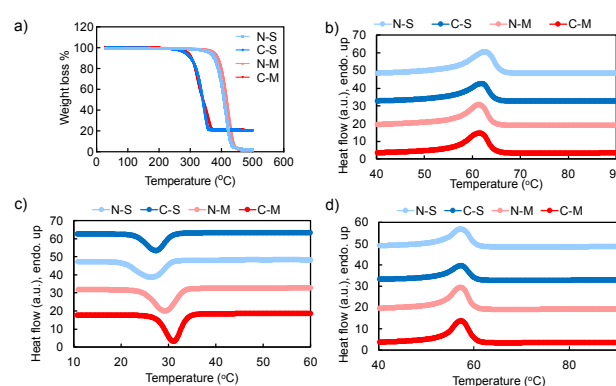 a)
N-S
C-S
N-M
C-M
Weight loss %
120
100
80
60
40
20
0
0 100 200 300 400 500 600
Temperature (°C)
b)
N-S C-S N-M C-M
Heat flow (a.u.), endo. up
70
60
50
40
30
20
10
0
40 50 60 70 80 90
Temperature (°C)
c)
N-S C-S N-M C-M
Heat flow (a.u.), endo. up
70
60
50
40
30
20
10
0
10 20 30 40 50 60
Temperature (°C)
d)
N-S C-S N-M C-M
Heat flow (a.u.), endo. up
70
60
50
40
30
20
10
0
40 60 80
Temperature (°C)